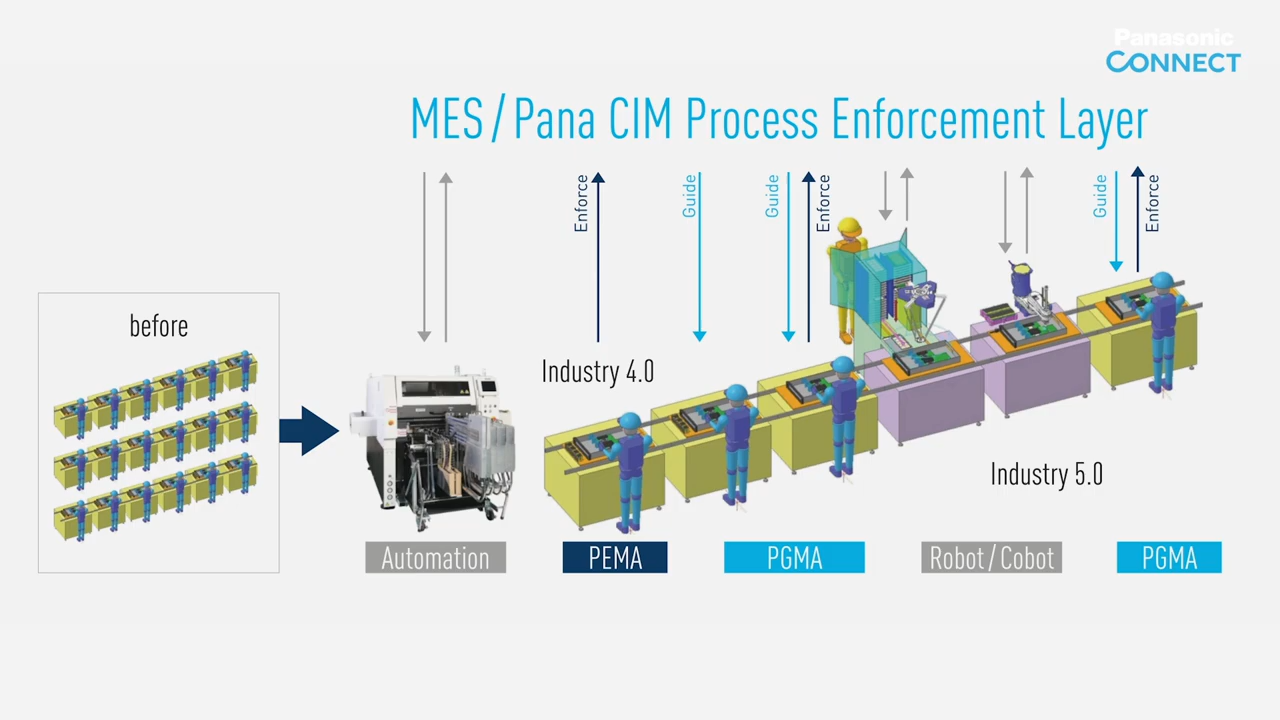 Panasonic
CONNECT
MES / Pana CIM Process Enforcement Layer
Enforce
Guide
Guide
Enforce
Guide
Enforce
before
Industry 4.0
Industry 5.0
Automation
PEMA
PGMA
Robot / Cobot
PGMA